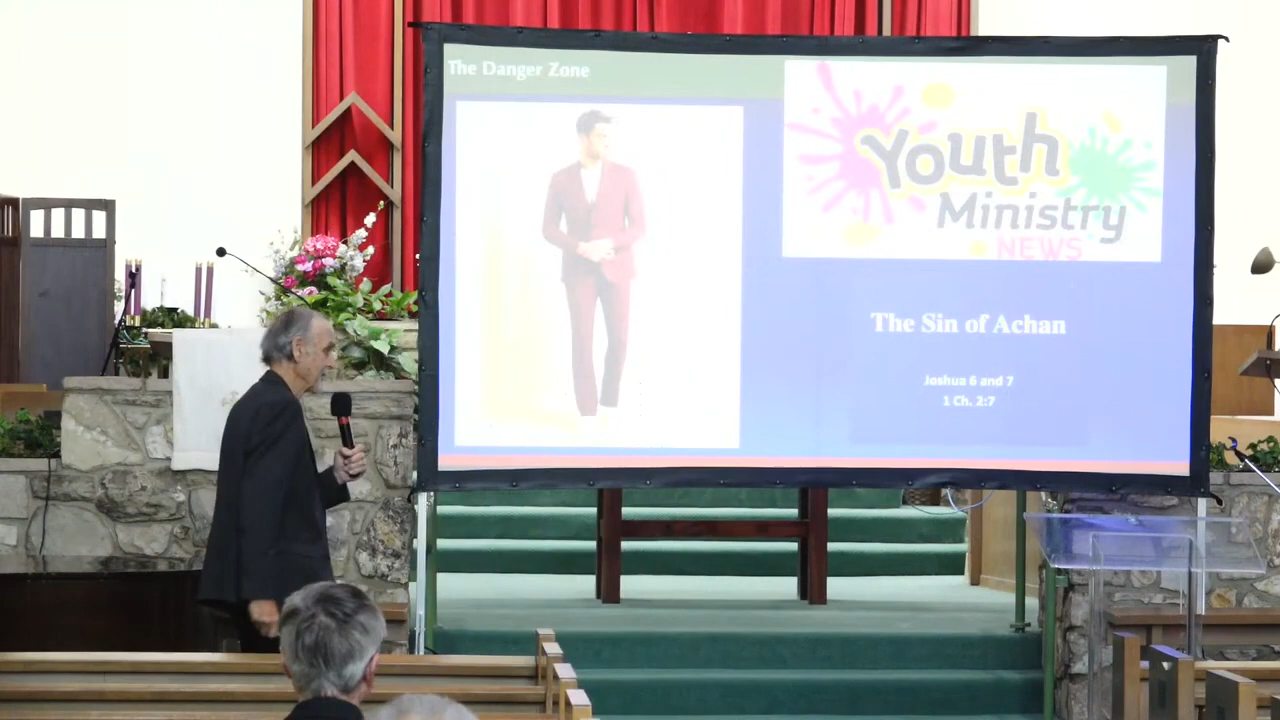 The Danger Zone
Youth
Ministry
NEWS
The Sin of Achan
Joshua 6 and 7
1 Ch. 2:7